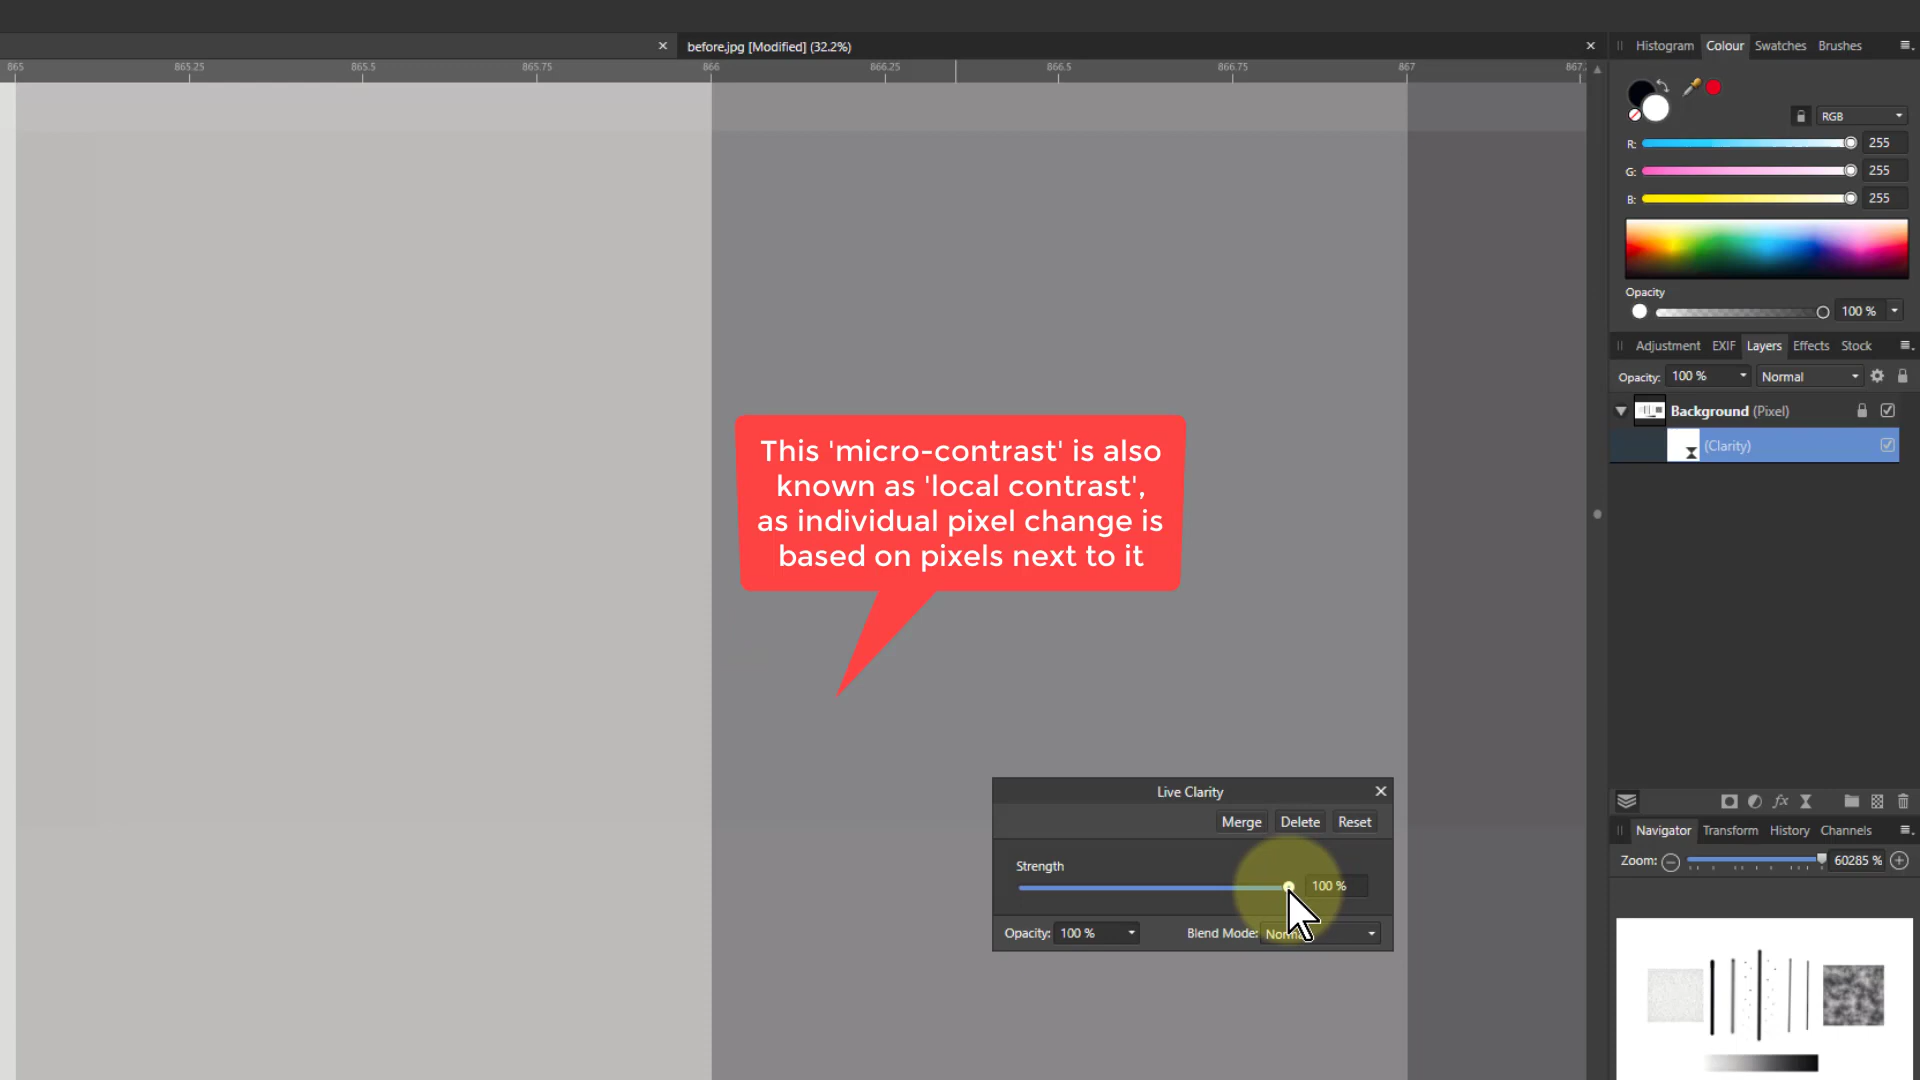 before.jpg [Modified] (32.2%)
Histogram Colour Swatches Brushes
865 865.25 865.5 865.75 866 866.25 866.5 866.75 867 867.
RGB
R: 255
G: 255
B: 255
Opacity
100 %
Adjustment EXIF Layers Effects Stock
Opacity: 100 % Normal
Background (Pixel)
(Clarity)
This 'micro-contrast' is also
known as 'local contrast',
as individual pixel change is
based on pixels next to it
Live Clarity
Merge Delete Reset
Strength
100 %
Opacity: 100 % Blend Mode: Normal
fx
Navigator Transform History Channels
Zoom: 60285 %